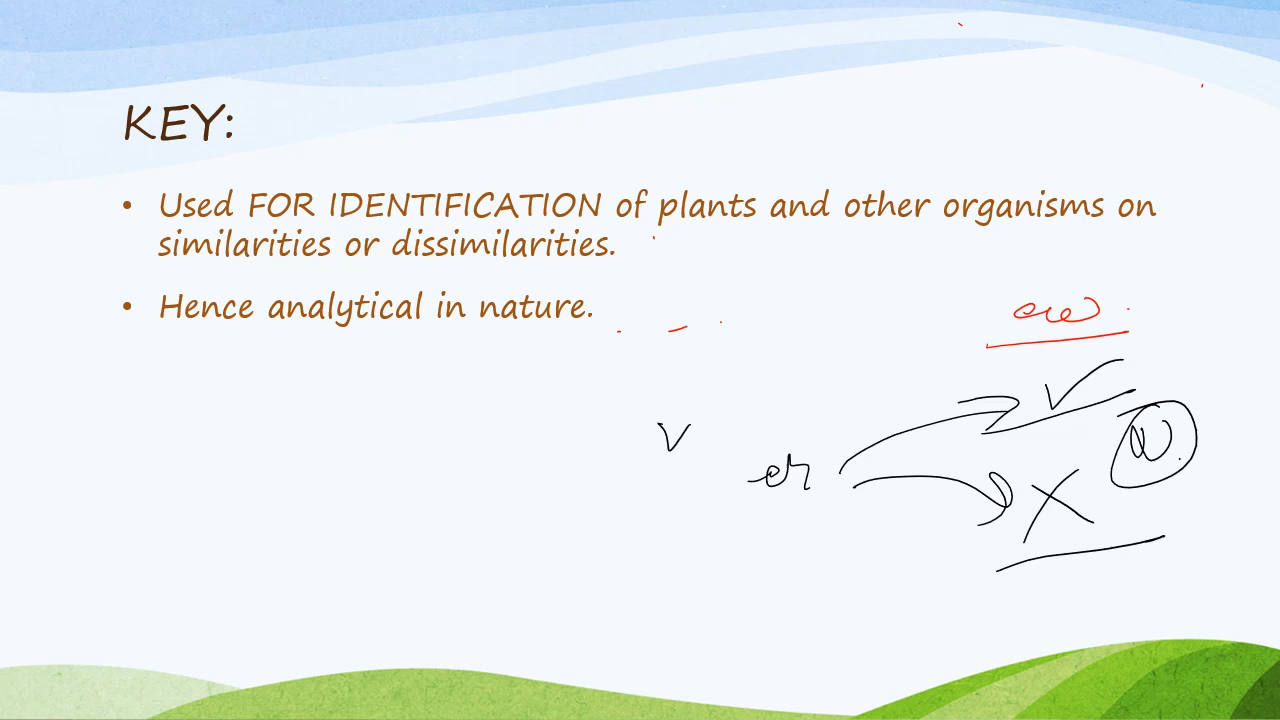 KEY:
• Used FOR IDENTIFICATION of plants and other organisms on
similarities or dissimilarities.
• Hence analytical in nature.